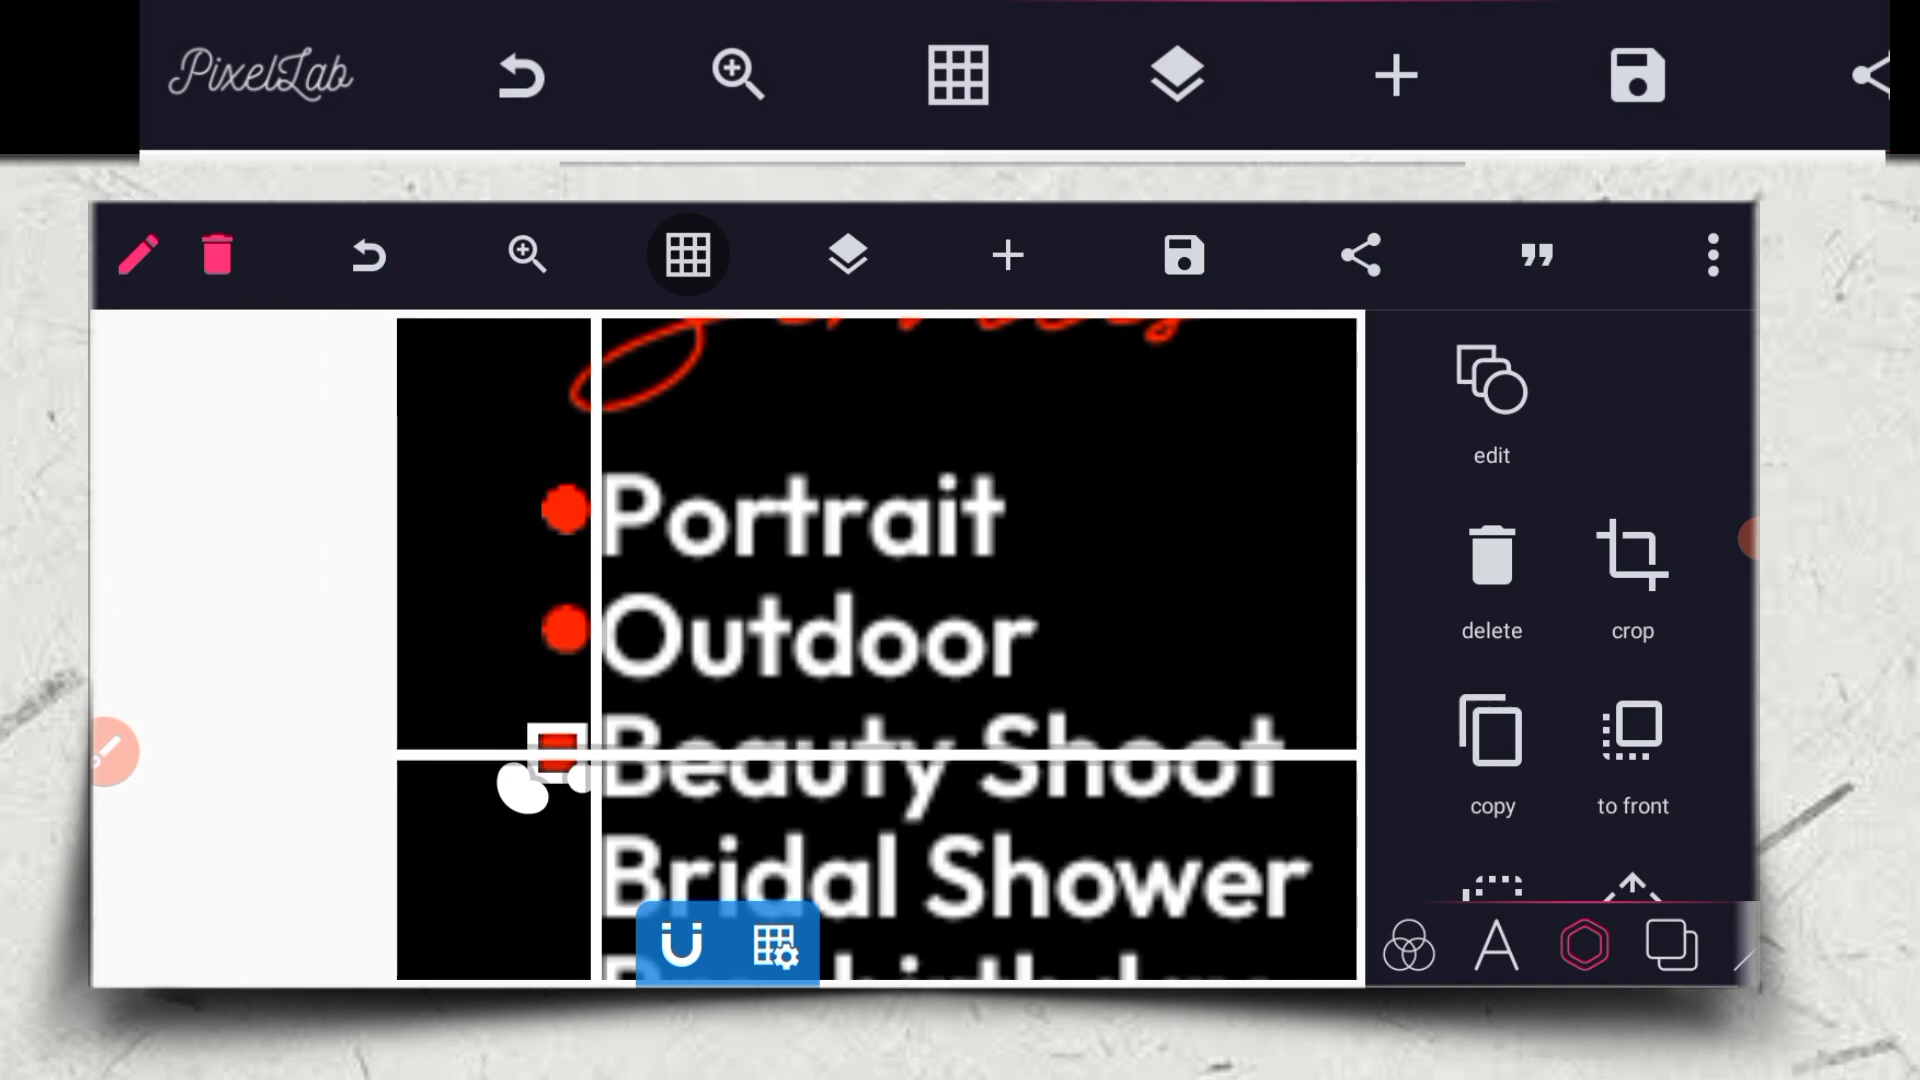 PixelLab
edit
Portrait
Outdoor
delete
crop
Beauty Shoot
copy
to front
Bridal Shower